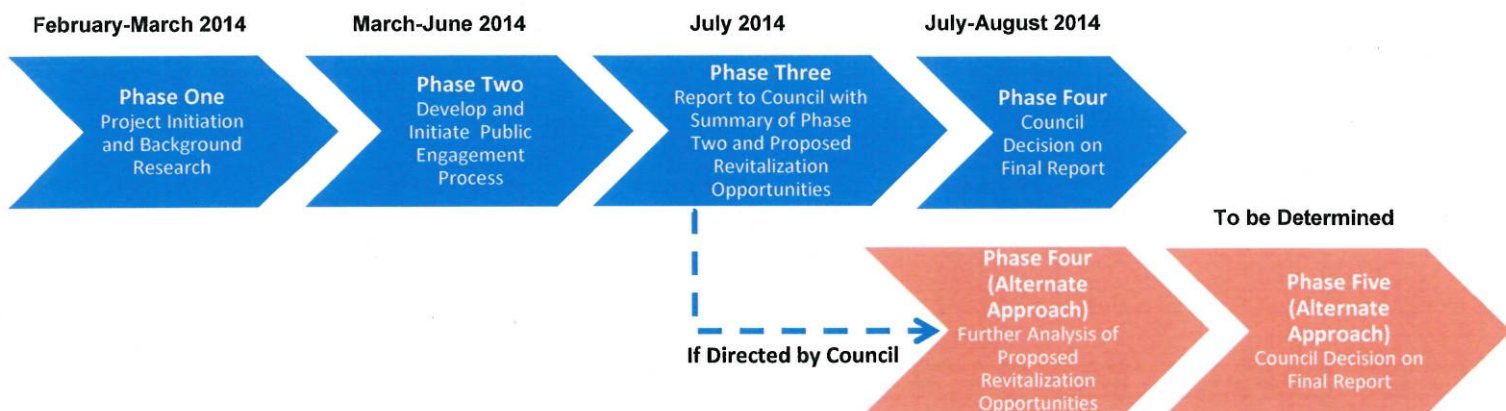 February-March 2014
March-June 2014
July 2014
July-August 2014
Phase One
Project Initiation
and Background
Research
Phase Two
Develop and
Initiate Public
Engagement
Process
Phase Three
Report to Council with
Summary of Phase
Two and Proposed
Revitalization
Opportunities
Phase Four
Council
Decision on
Final Report
To be Determined
If Directed by Council
Phase Four
(Alternate
Approach)
Further Analysis of
Proposed
Revitalization
Opportunities
Phase Five
(Alternate
Approach)
Council Decision on
Final Report